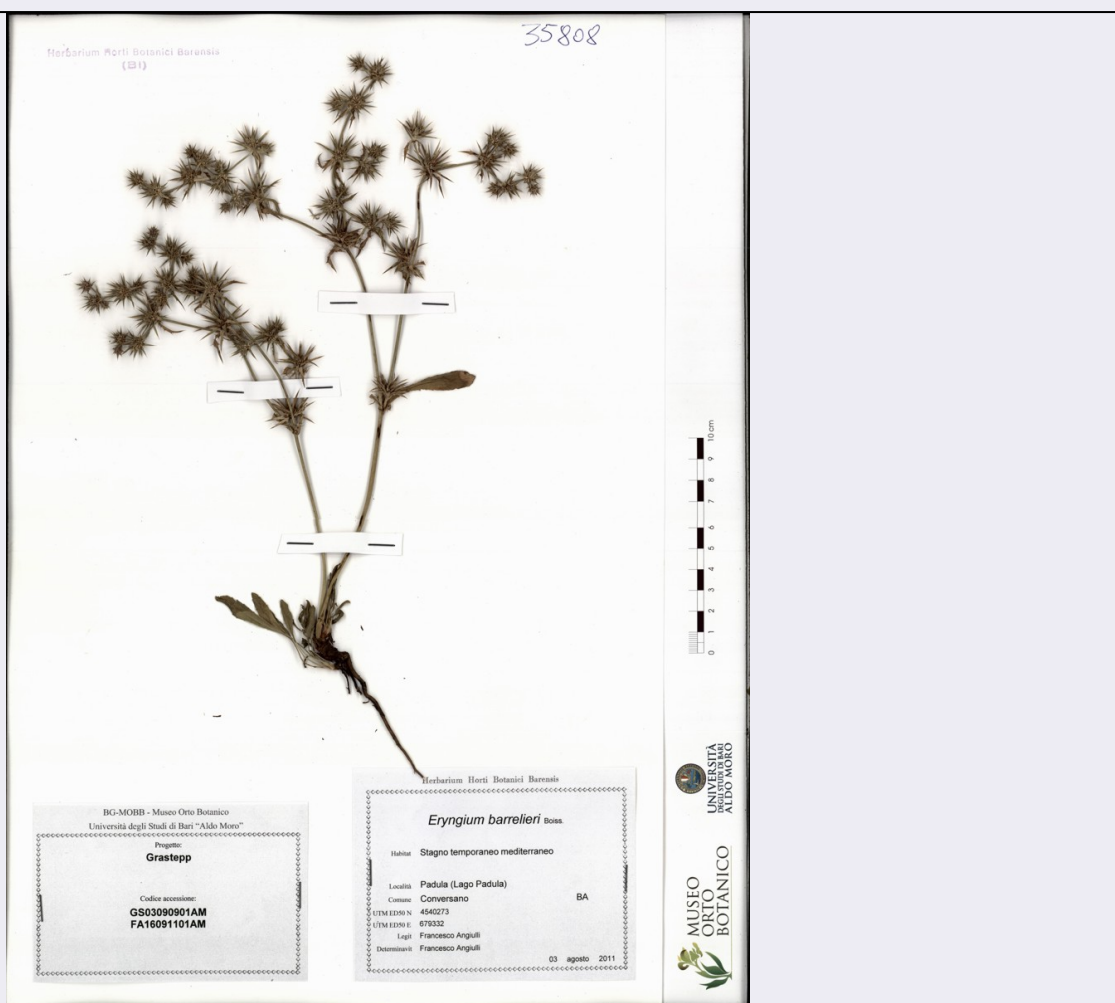 35808
Herbarium Horti Botanici Barensis
(BI)
10 cm
9
8
7
6
5
4
3
2
1
0
UNIVERSITÀ
DEGLI STUDI DI BARI
ALDO MORO
MUSEO
ORTO
BOTANICO
BG-MOBB - Museo Orto Botanico
Università degli Studi di Bari "Aldo Moro"
Progetto:
Grastepp
Codice accessione:
GS03090901AM
FA16091101AM
Herbarium Horti Botanici Barensis
Eryngium barrelieri Boiss.
Habitat Stagno temporaneo mediterraneo
Località Padula (Lago Padula)
Comune Conversano BA
UTM ED50 N 4540273
UTM ED50 E 679332
Legit Francesco Angiulli
Determinavit Francesco Angiulli
03 agosto 2011